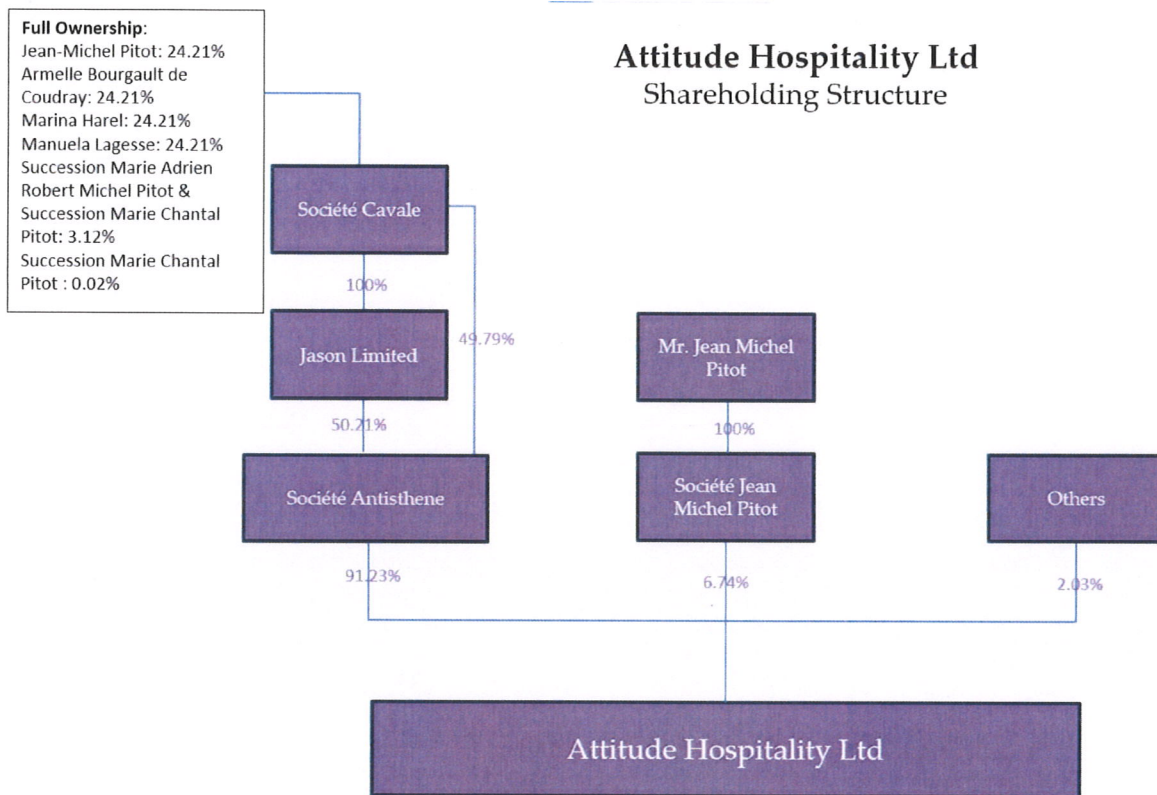 Full Ownership:
Jean-Michel Pitot: 24.21%
Armelle Bourgault de
Coudray: 24.21%
Marina Harel: 24.21%
Manuela Lagesse: 24.21%
Succession Marie Adrien
Robert Michel Pitot &
Succession Marie Chantal
Pitot: 3.12%
Succession Marie Chantal
Pitot : 0.02%
Attitude Hospitality Ltd
Shareholding Structure
Société Cavale
100%
49.79%
Jason Limited
Mr. Jean Michel
Pitot
50.21%
100%
Société Antisthene
Société Jean
Michel Pitot
Others
91.23%
6.74%
2.03%
Attitude Hospitality Ltd